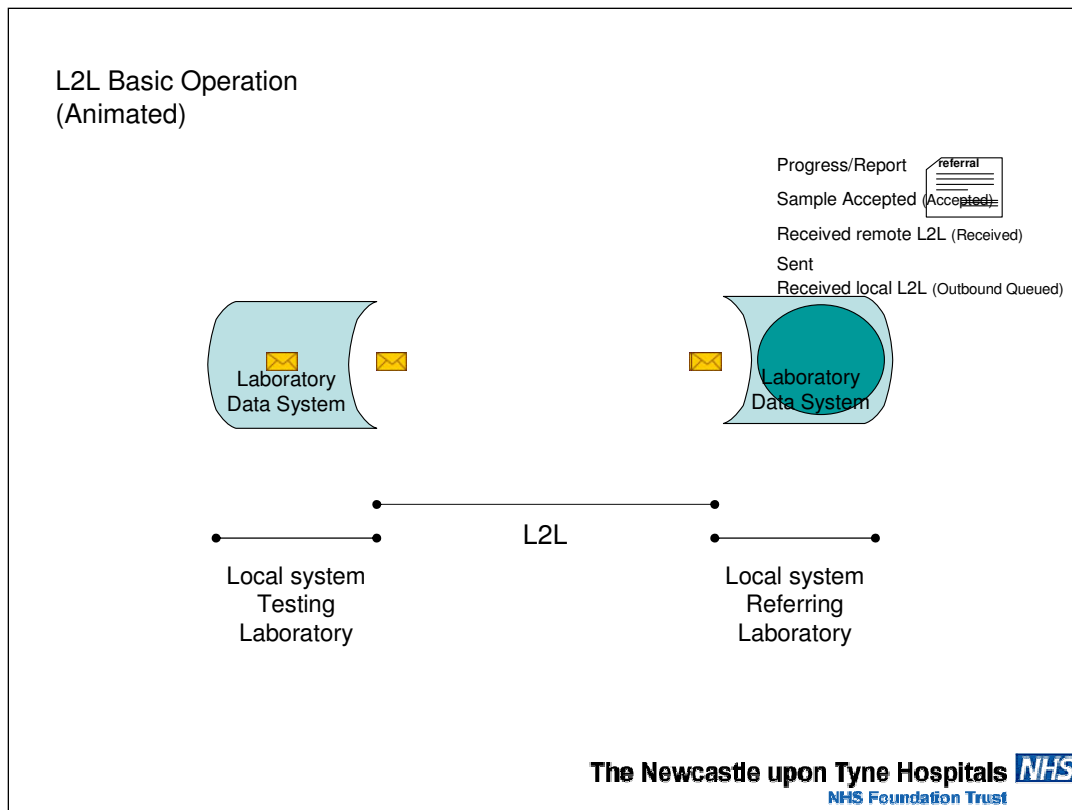 L2L Basic Operation
(Animated)
Progress/Report
referral
Sample Accepted (Accepted)
Received remote L2L (Received)
Sent
Received local L2L (Outbound Queued)
Laboratory
Data System
Laboratory
Data System
L2L
Local system
Testing
Laboratory
Local system
Referring
Laboratory
The Newcastle upon Tyne Hospitals NHS
NHS Foundation Trust